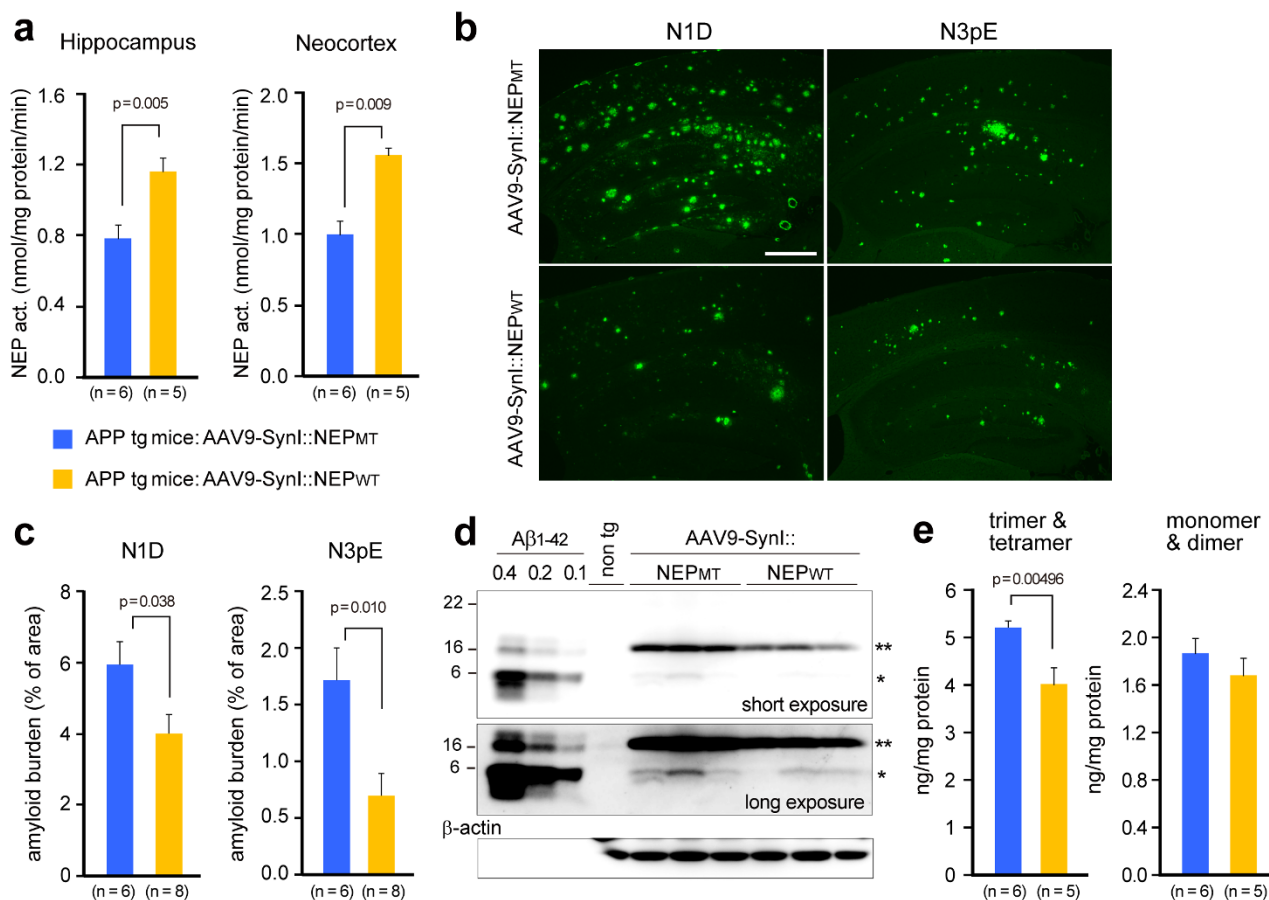 a
Hippocampus
Neocortex
NEP act. (nmol/mg protein/min)
1.6
1.2
0.8
0.4
0.0
p=0.005
(n=6) (n=5)
NEP act. (nmol/mg protein/min)
2.0
1.5
1.0
0.5
0.0
p=0.009
(n=6) (n=5)
APP tg mice: AAV9-SynI::NEPMT
APP tg mice: AAV9-SynI::NEPWT
b
N1D
N3pE
AAV9-SynI::NEPMT
AAV9-SynI::NEPWT
c
N1D
N3pE
amyloid burden (% of area)
8
6
4
2
0
p=0.038
(n=6) (n=8)
amyloid burden (% of area)
2.5
2.0
1.5
1.0
0.5
0.0
p=0.010
(n=6) (n=8)
d
Aβ1-42
non tg
AAV9-SynI::
0.4 0.2 0.1
NEPMT
NEPWT
22
16
6
**
*
short exposure
16
6
**
*
long exposure
β-actin
e
trimer &
tetramer
monomer
& dimer
ng/mg protein
6
5
4
3
2
1
0
p=0.00496
(n=6) (n=5)
ng/mg protein
2.4
2.0
1.6
1.2
0.8
0.4
0.0
(n=6) (n=5)